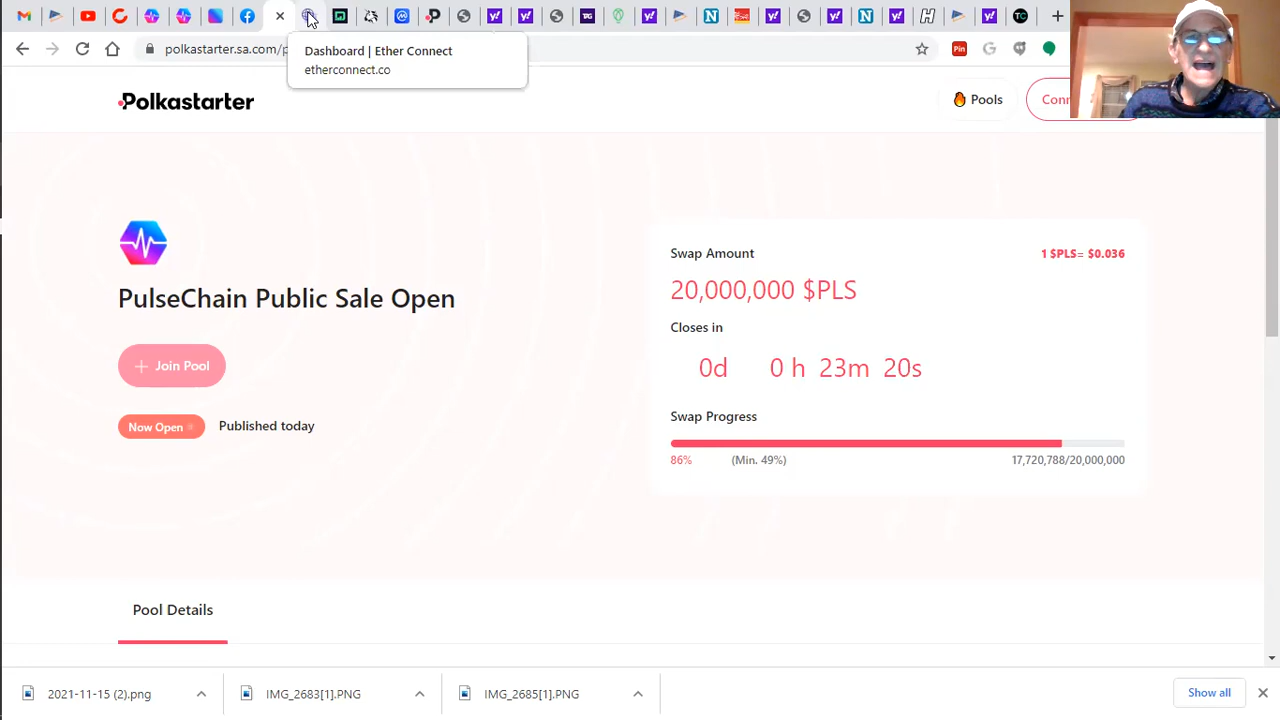 polkastarter.sa.com/p
Dashboard | Ether Connect
etherconnect.co
Pin
Polkastarter
🔥 Pools
Conn
PulseChain Public Sale Open
+ Join Pool
Now Open
Published today
Swap Amount
1 $PLS= $0.036
20,000,000 $PLS
Closes in
0d 0 h 23m 20s
Swap Progress
86% (Min. 49%) 17,720,788/20,000,000
Pool Details
2021-11-15 (2).png
IMG_2683[1].PNG
IMG_2685[1].PNG
Show all